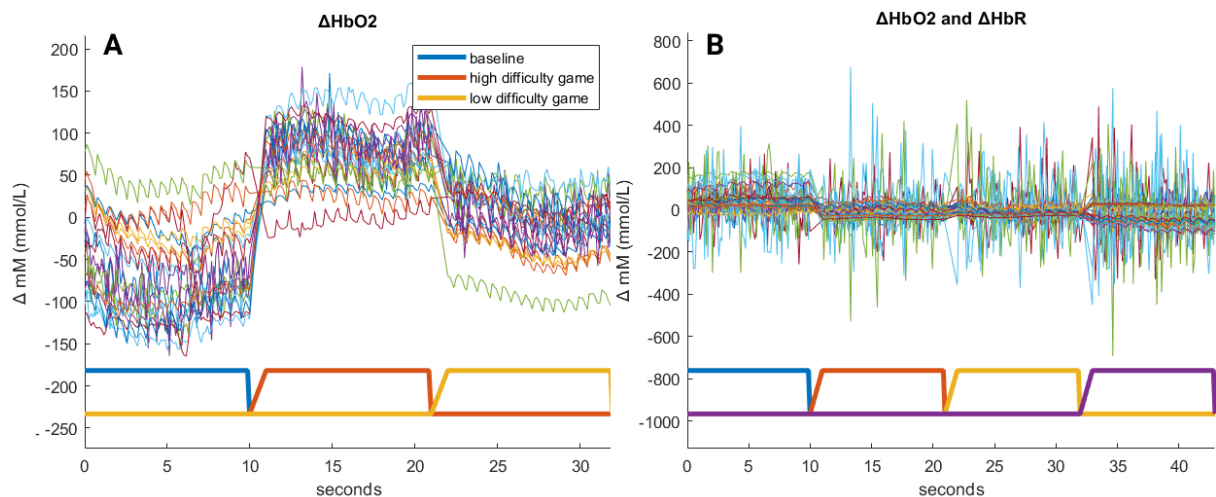 ΔHbO2
A
baseline
high difficulty game
low difficulty game
200
150
100
50
0
-50
-100
-150
-200
-250
Δ mM (mmol/L)
0 5 10 15 20 25 30
seconds
ΔHbO2 and ΔHbR
B
800
600
400
200
0
-200
-400
-600
-800
-1000
Δ mM (mmol/L)
0 5 10 15 20 25 30 35 40
seconds